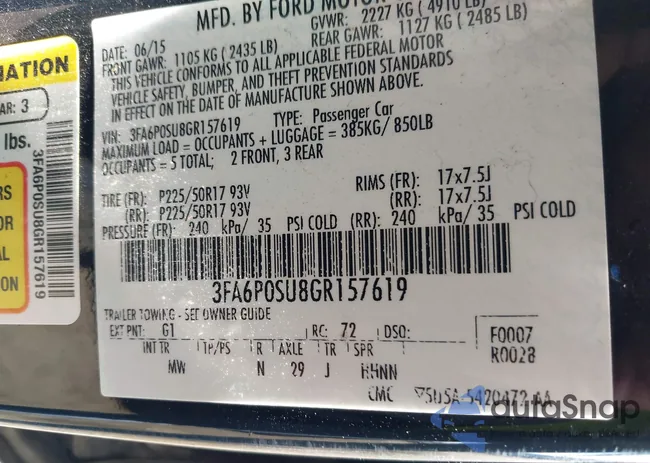 MFD. BY FORD MOTOR
GVWR: 2227 KG ( 4910 LB)
DATE: 06/15
FRONT GAWR: 1105 KG ( 2435 LB)
REAR GAWR: 1127 KG ( 2485 LB)
THIS VEHICLE CONFORMS TO ALL APPLICABLE FEDERAL MOTOR
VEHICLE SAFETY, BUMPER, AND THEFT PREVENTION STANDARDS
IN EFFECT ON THE DATE OF MANUFACTURE SHOWN ABOVE.
VIN: 3FA6P0SU8GR157619 TYPE: Passenger Car
MAXIMUM LOAD = OCCUPANTS + LUGGAGE = 385KG/ 850LB
OCCUPANTS = 5 TOTAL; 2 FRONT, 3 REAR
TIRE (FR): P225/50R17 93V RIMS (FR): 17x7.5J
(RR): P225/50R17 93V (RR): 17x7.5J
PRESSURE (FR): 240 kPa/ 35 PSI COLD (RR): 240 kPa/ 35 PSI COLD
3FA6P0SU8GR157619
TRAILER TOWING - SEE OWNER GUIDE
EXT PNT: G1 RC: 72 DSO: F0007
INT TR TP/PS R AXLE TR SPR R0028
MW N 29 J HHNN
3FA6P0SU8GR157619
AR: 3
lbs.
autoSnap